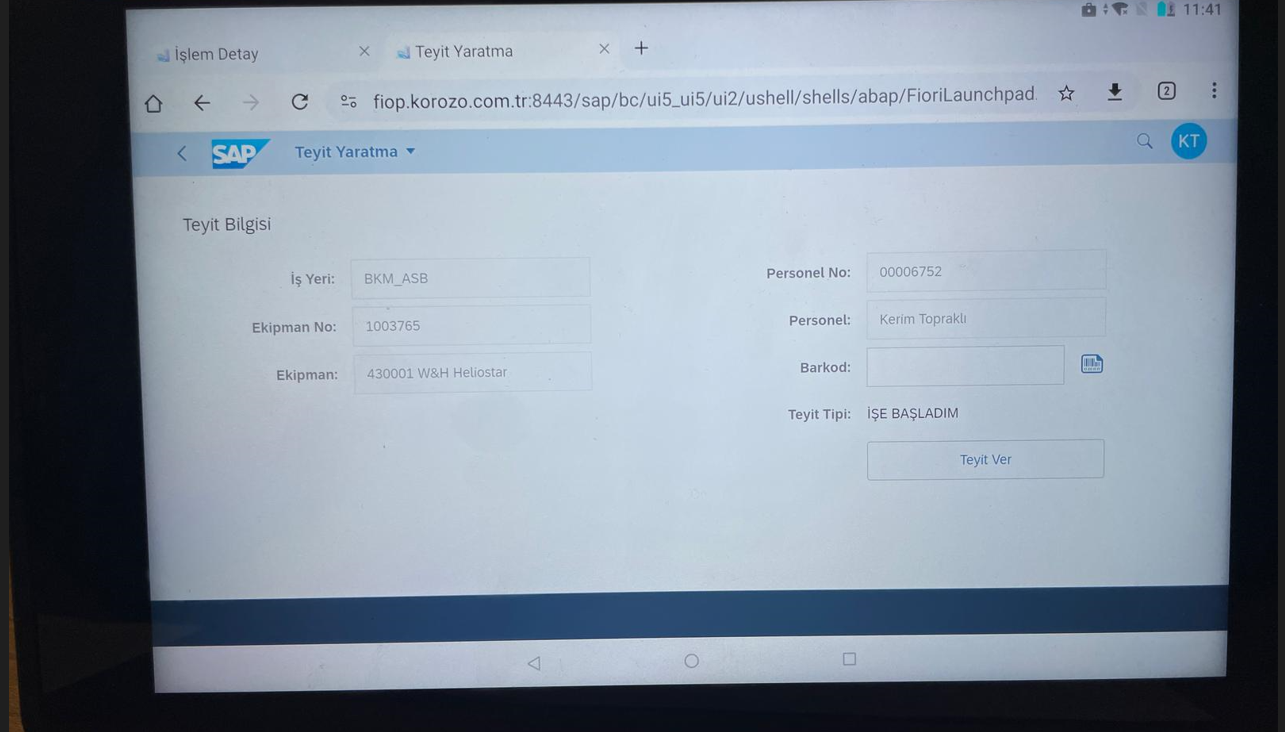 11:41
İşlem Detay
Teyit Yaratma
2
fiop.korozo.com.tr:8443/sap/bc/ui5_ui5/ui2/ushell/shells/abap/FioriLaunchpad.
SAP Teyit Yaratma
KT
Teyit Bilgisi
İş Yeri: BKM_ASB
Ekipman No: 1003765
Ekipman: 430001 W&H Heliostar
Personel No: 00006752
Personel: Kerim Topraklı
Barkod:
Teyit Tipi: İŞE BAŞLADIM
Teyit Ver